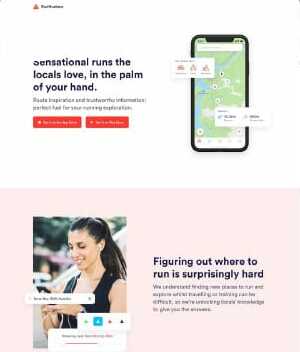 Sensational runs the
locals love, in the palm
of your hand.
Route inspiration and trustworthy information;
perfect fuel for your running exploration.
Figuring out where to
run is surprisingly hard
We understand finding new places to run and
explore whilst travelling or training can be
difficult, so we're unlocking locals' knowledge
to give you the answers.